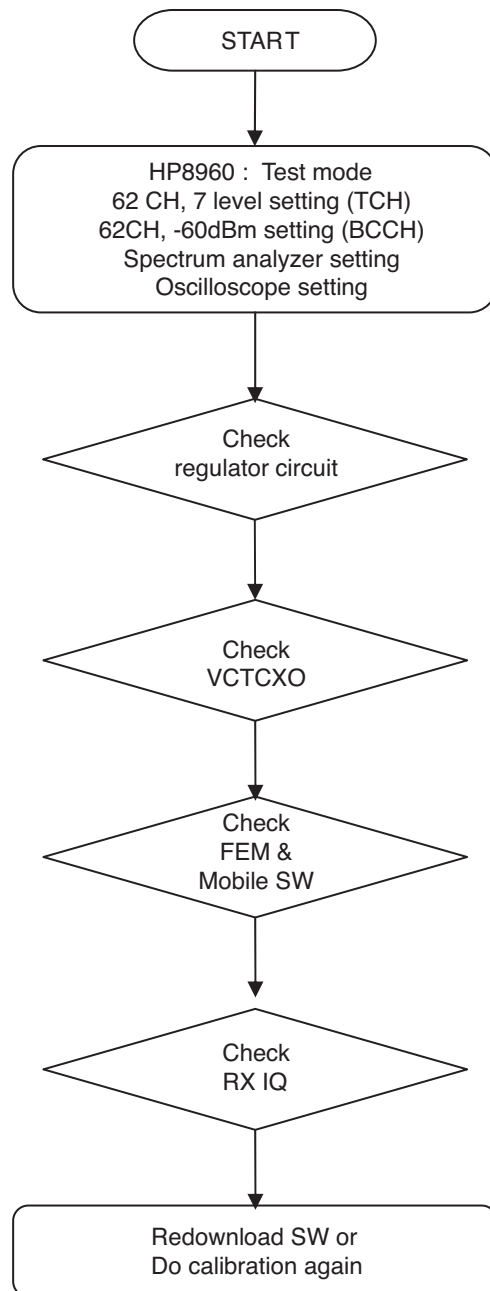 START
HP8960 : Test mode
62 CH, 7 level setting (TCH)
62CH, -60dBm setting (BCCH)
Spectrum analyzer setting
Oscilloscope setting
Check
regulator circuit
Check
VCTCXO
Check
FEM &
Mobile SW
Check
RX IQ
Redownload SW or
Do calibration again